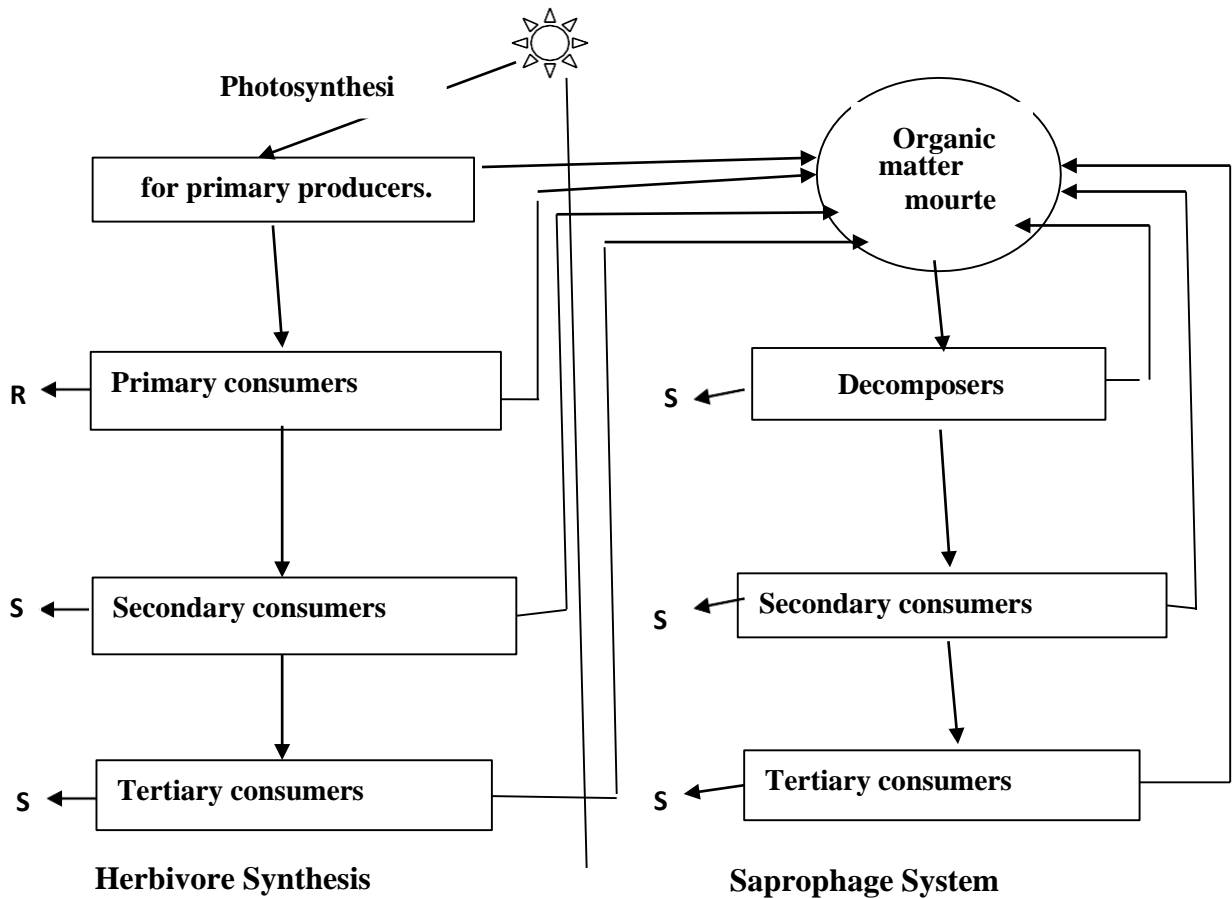 Photosynthesi
for primary producers.
Organic
matter
mourte
R
Primary consumers
S
Decomposers
S
Secondary consumers
S
Secondary consumers
S
Tertiary consumers
S
Tertiary consumers
Herbivore Synthesis
Saprophage System